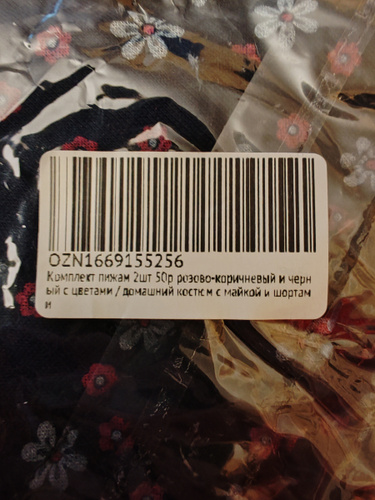 OZN1669155256
Комплект пижам 2шт 50р розово-коричневый и черн
ый с цветами / домашний костюм с майкой и шортам
и